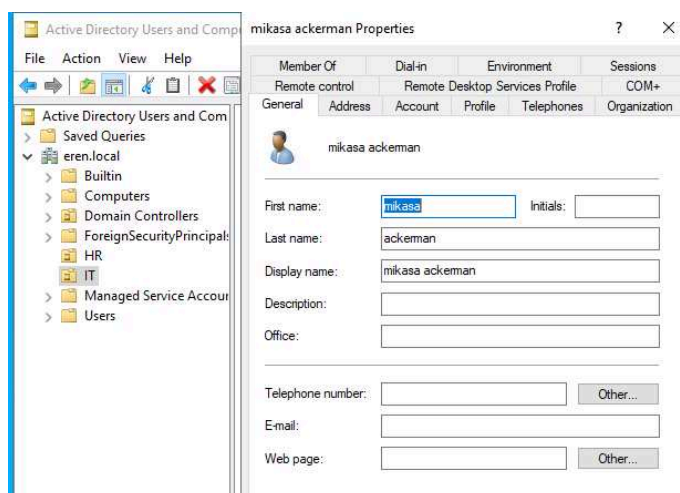 Active Directory Users and Compu
File Action View Help
Active Directory Users and Com
Saved Queries
eren.local
Builtin
Computers
Domain Controllers
ForeignSecurityPrincipals
HR
IT
Managed Service Accour
Users
mikasa ackerman Properties ? ×
Member Of Dial-in Environment Sessions
Remote control Remote Desktop Services Profile COM+
General Address Account Profile Telephones Organization
mikasa ackerman
First name: mikasa Initials:
Last name: ackerman
Display name: mikasa ackerman
Description:
Office:
Telephone number: Other...
E-mail:
Web page: Other...